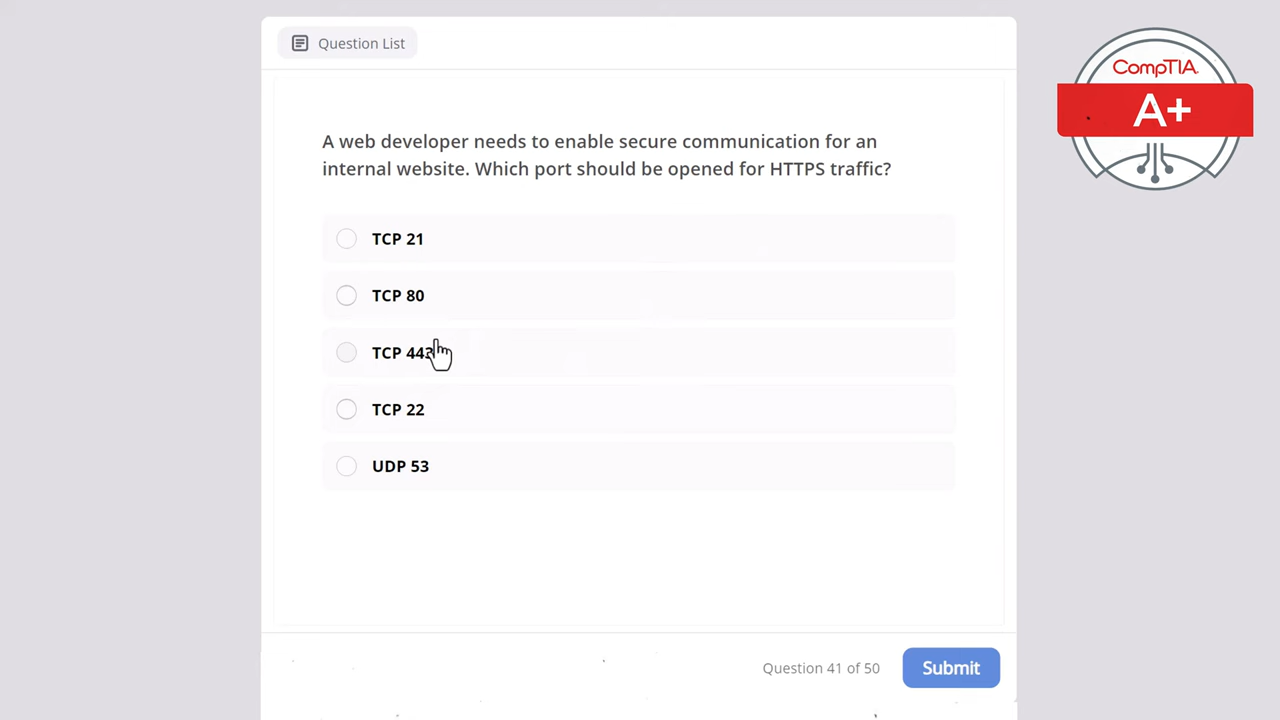 Question List
CompTIA
A+
A web developer needs to enable secure communication for an
internal website. Which port should be opened for HTTPS traffic?
TCP 21
TCP 80
TCP 443
TCP 22
UDP 53
Question 41 of 50
Submit